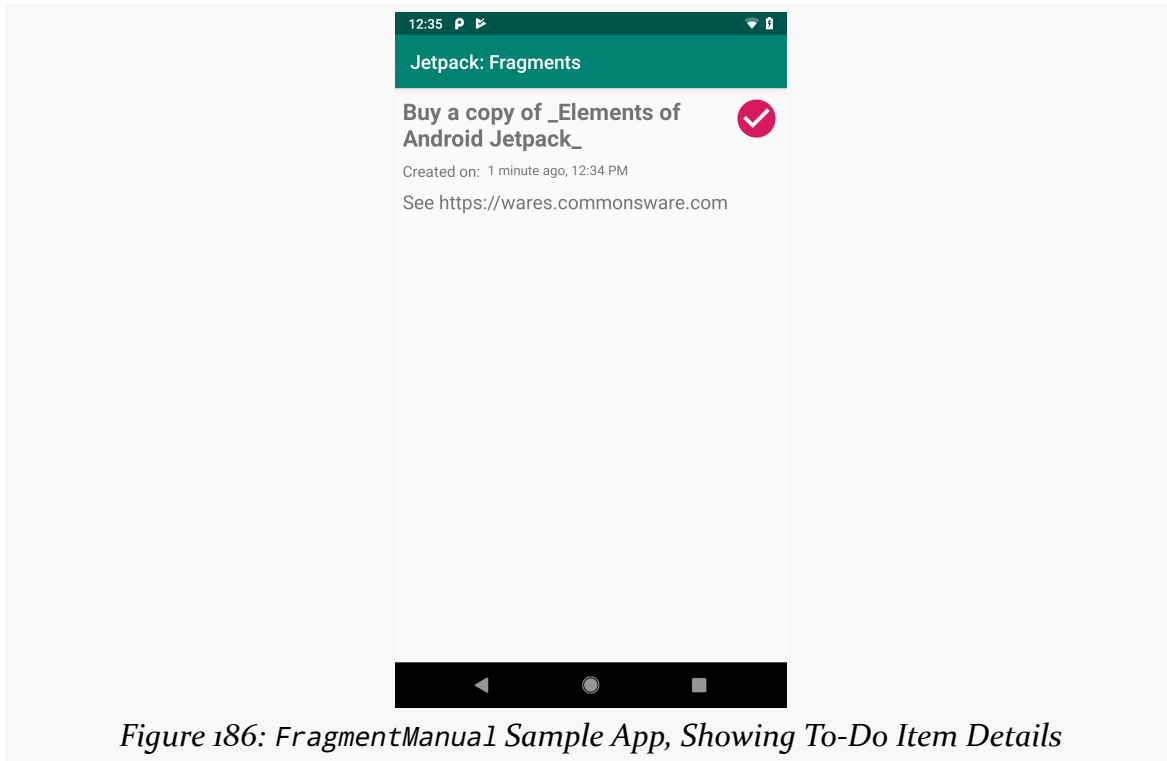 12:35
Jetpack: Fragments
Buy a copy of _Elements of
Android Jetpack_
Created on: 1 minute ago, 12:34 PM
See https://wares.commonsware.com
Figure 186: FragmentManual Sample App, Showing To-Do Item Details